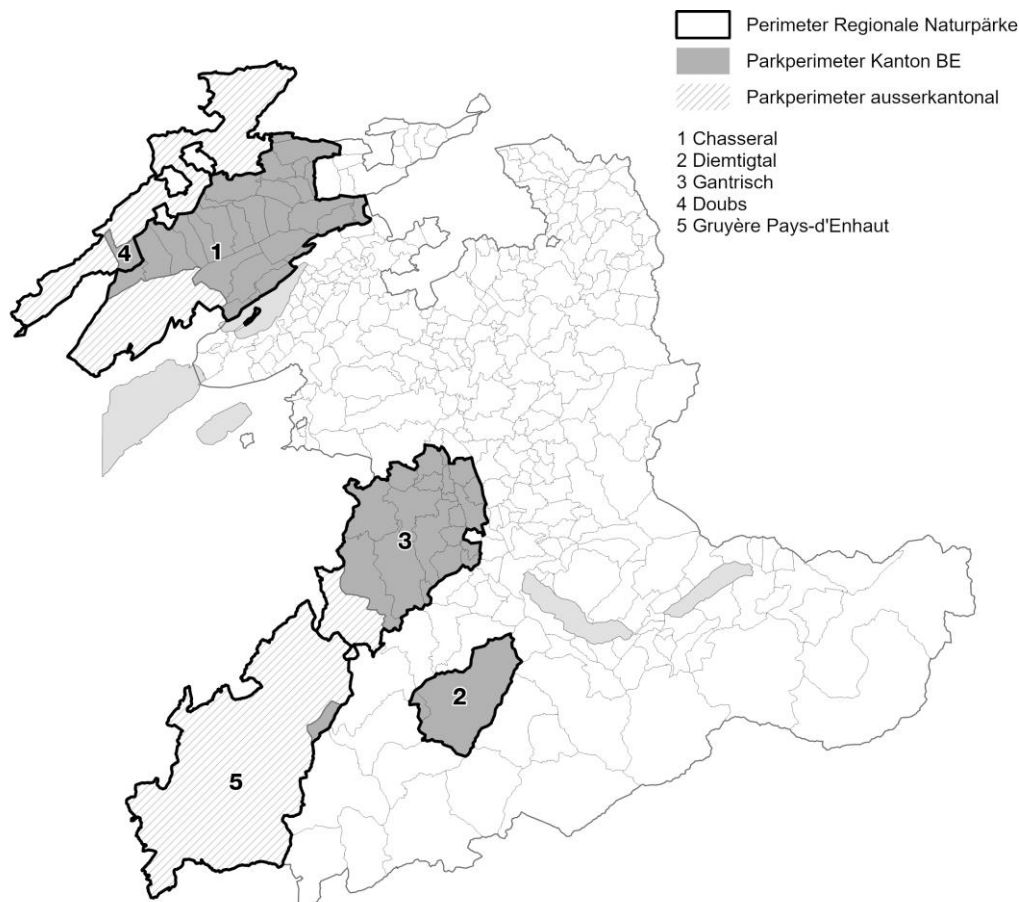 Perimeter Regionale Naturpärke
Parkperimeter Kanton BE
Parkperimeter ausserkantonal
1 Chasseral
2 Diemtigtal
3 Gantrisch
4 Doubs
5 Gruyère Pays-d'Enhaut
4
1
3
2
5